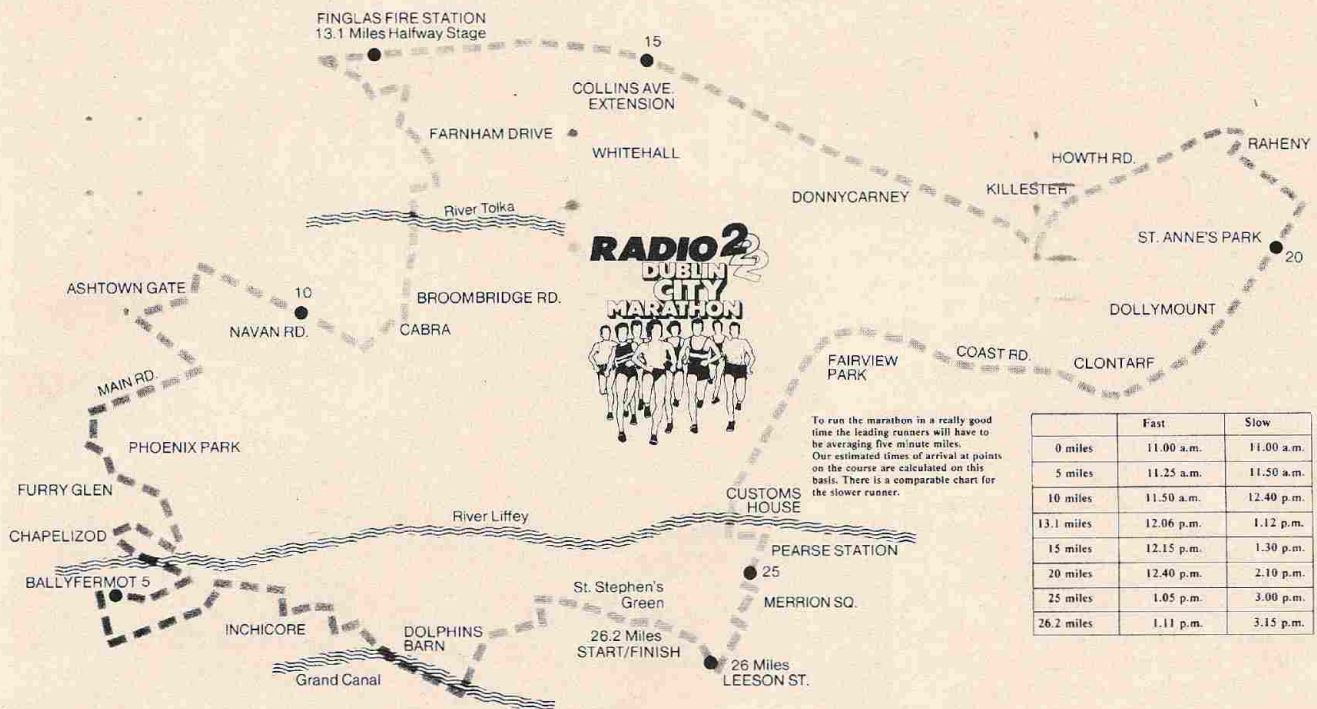 FINGLAS FIRE STATION
13.1 Miles Halfway Stage
15
COLLINS AVE.
EXTENSION
FARNHAM DRIVE
WHITEHALL
HOWTH RD.
RAHENY
KILLESTER
DONNYCARNEY
River Tolka
ST. ANNE'S PARK
20
RADIO 2
DUBLIN
CITY
MARATHON
ASHTOWN GATE
10
NAVAN RD.
BROOMBRIDGE RD.
CABRA
DOLLYMOUNT
FAIRVIEW
PARK
COAST RD.
CLONTARF
MAIN RD.
PHOENIX PARK
FURRY GLEN
CHAPELIZOD
BALLYFERMOT 5
River Liffey
CUSTOMS
HOUSE
PEARSE STATION
25
MERRION SQ.
St. Stephen's
Green
INCHICORE
DOLPHINS
BARN
26.2 Miles
START/FINISH
26 Miles
LEESON ST.
Grand Canal
To run the marathon in a really good
time the leading runners will have to
be averaging five minute miles.
Our estimated times of arrival at points
on the course are calculated on this
basis. There is a comparable chart for
the slower runner.
Fast Slow
0 miles 11.00 a.m. 11.00 a.m.
5 miles 11.25 a.m. 11.50 a.m.
10 miles 11.50 a.m. 12.40 p.m.
13.1 miles 12.06 p.m. 1.12 p.m.
15 miles 12.15 p.m. 1.30 p.m.
20 miles 12.40 p.m. 2.10 p.m.
25 miles 1.05 p.m. 3.00 p.m.
26.2 miles 1.11 p.m. 3.15 p.m.